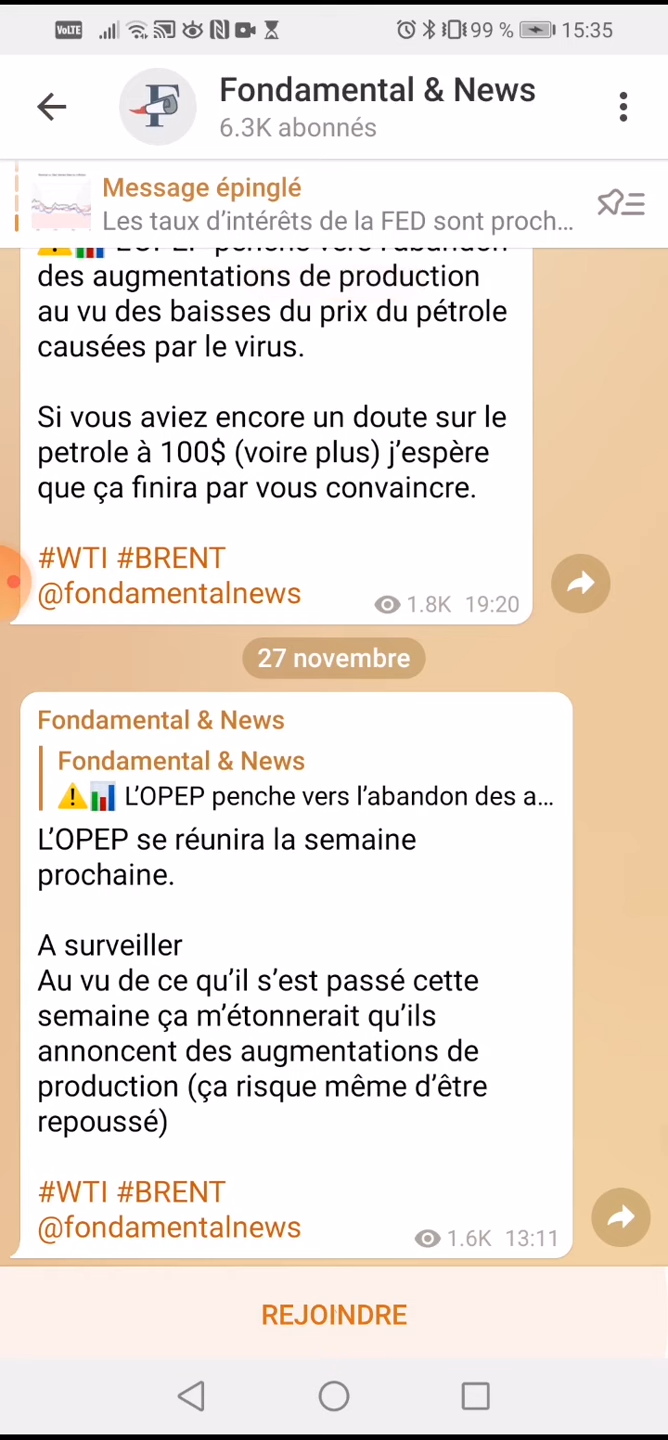 VoLTE 99 % 15:35
Fondamental & News
6.3K abonnés
Message épinglé
Les taux d'intérêts de la FED sont proch...
L'OPEP penche vers l'abandon
des augmentations de production
au vu des baisses du prix du pétrole
causées par le virus.
Si vous aviez encore un doute sur le
petrole à 100$ (voire plus) j'espère
que ça finira par vous convaincre.
#WTI #BRENT
@fondamentalnews
1.8K 19:20
27 novembre
Fondamental & News
Fondamental & News
L'OPEP penche vers l'abandon des a...
L'OPEP se réunira la semaine
prochaine.
A surveiller
Au vu de ce qu'il s'est passé cette
semaine ça m'étonnerait qu'ils
annoncent des augmentations de
production (ça risque même d'être
repoussé)
#WTI #BRENT
@fondamentalnews
1.6K 13:11
REJOINDRE